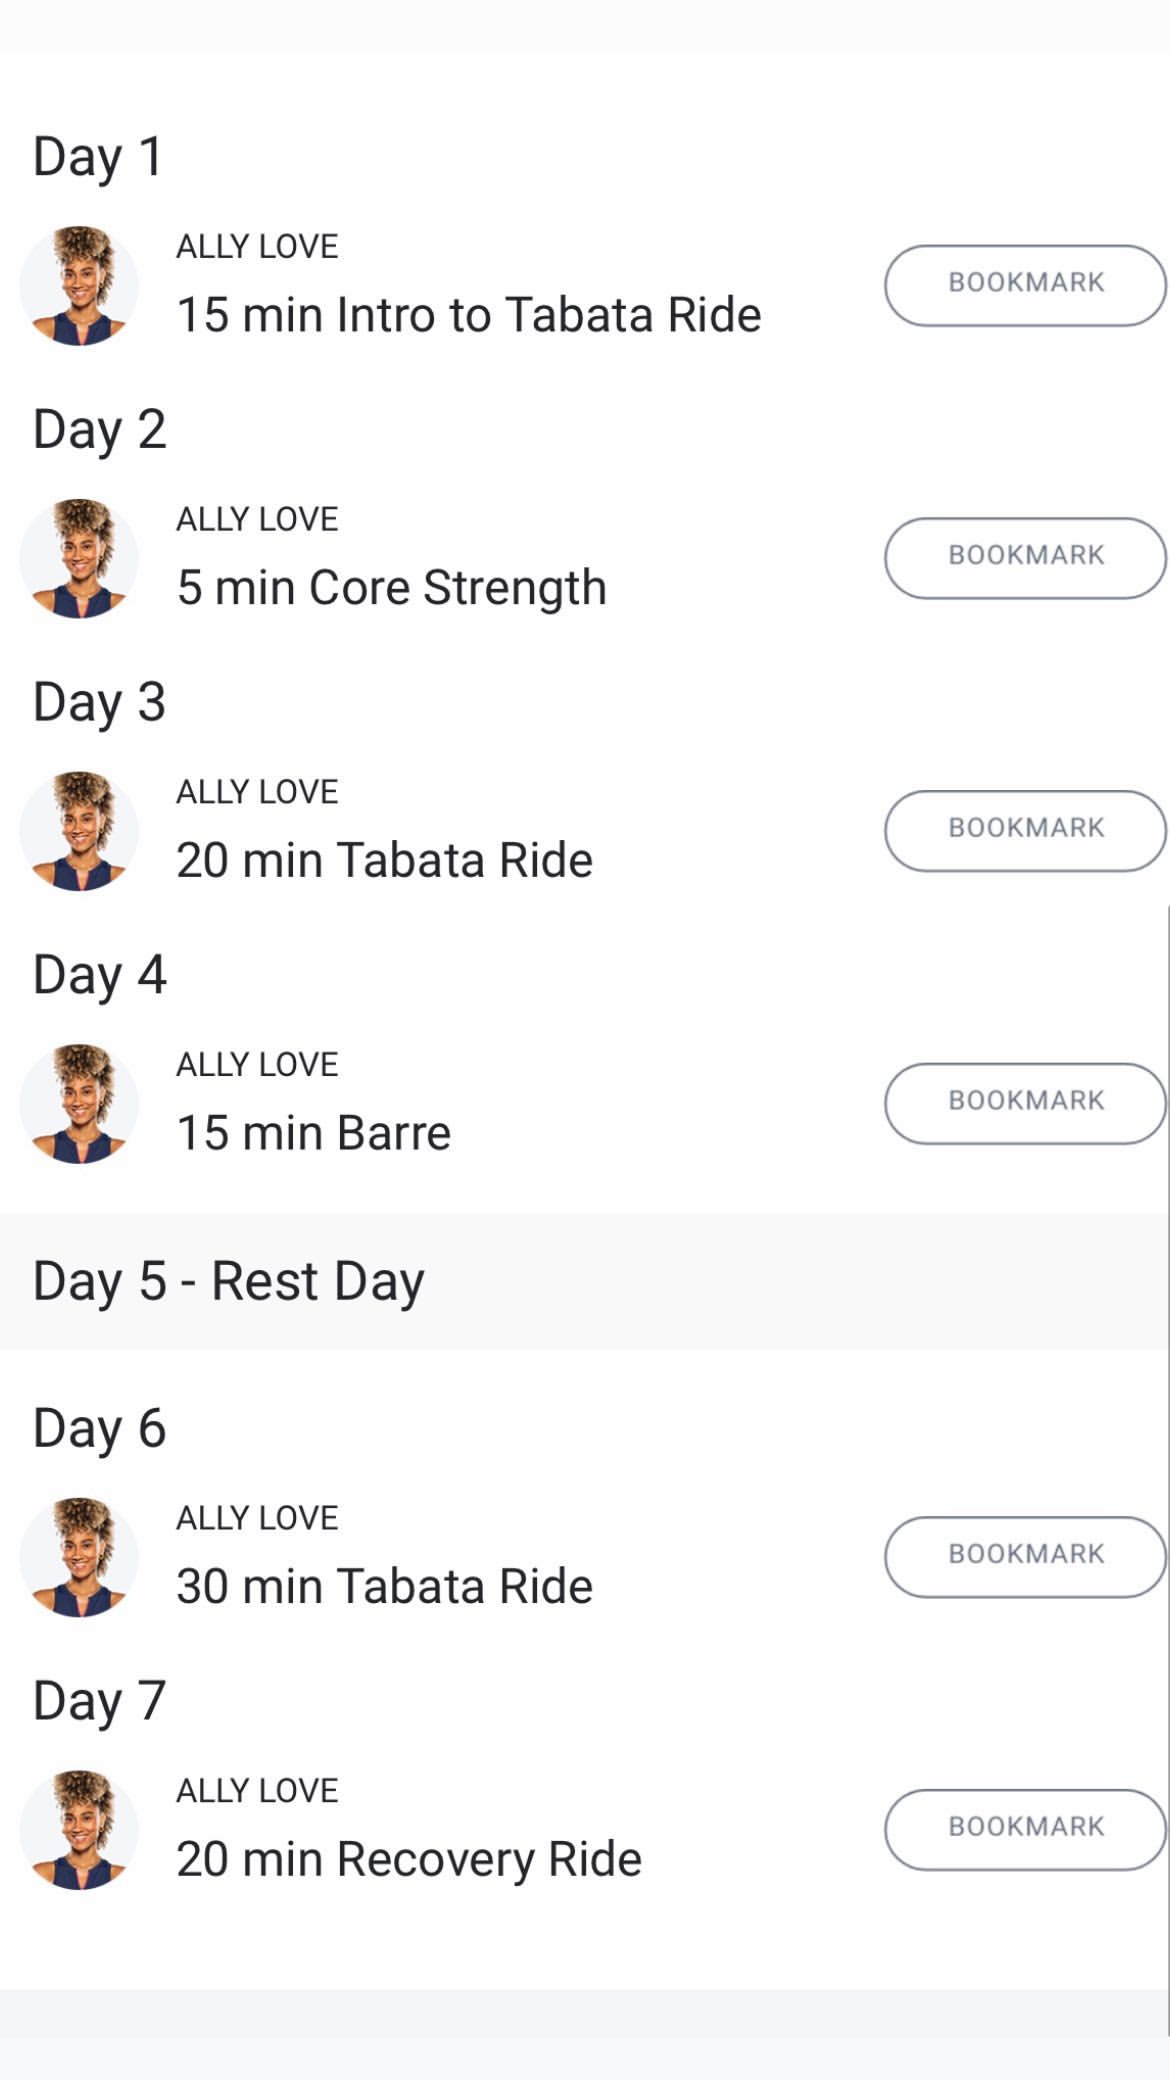 Day 1
ALLY LOVE
15 min Intro to Tabata Ride
BOOKMARK
Day 2
ALLY LOVE
5 min Core Strength
BOOKMARK
Day 3
ALLY LOVE
20 min Tabata Ride
BOOKMARK
Day 4
ALLY LOVE
15 min Barre
BOOKMARK
Day 5 - Rest Day
Day 6
ALLY LOVE
30 min Tabata Ride
BOOKMARK
Day 7
ALLY LOVE
20 min Recovery Ride
BOOKMARK